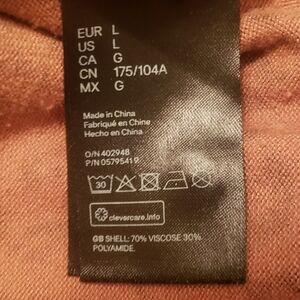 EUR L
US L
CA G
CN 175/104A
MX G
Made in China
Fabriqué en Chine
Hecho en China
O/N 402948
P/N 05795419
30
clevercare.info
GB SHELL: 70% VISCOSE 30%
POLYAMIDE.